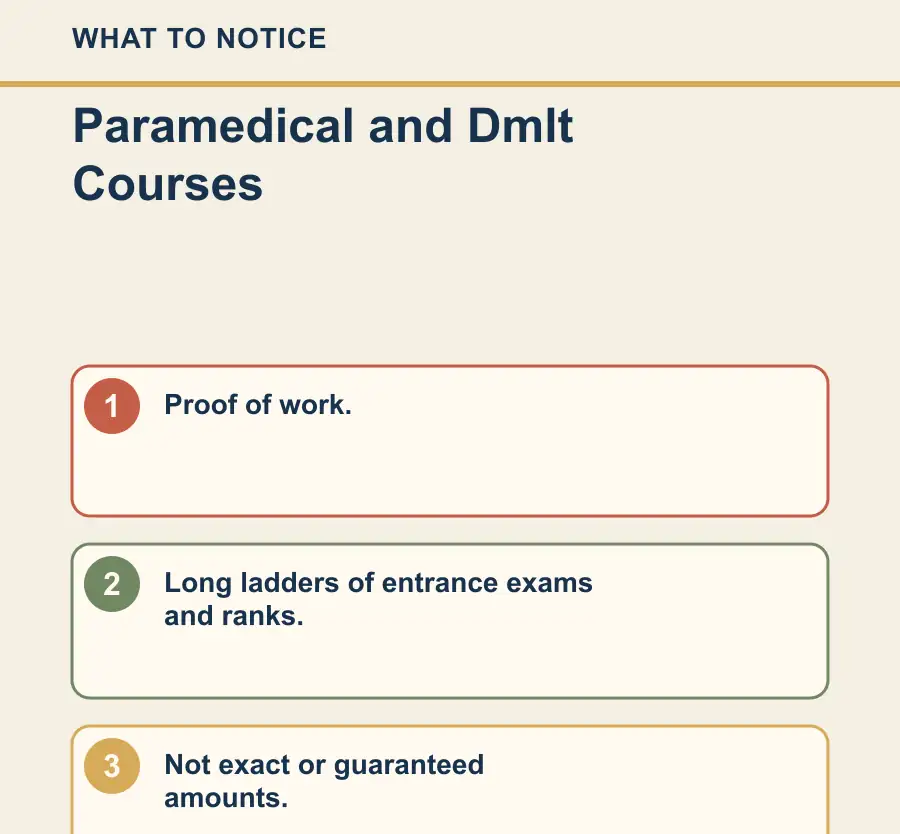 WHAT TO NOTICE
Paramedical and Dmlt
Courses
1
Proof of work.
2
Long ladders of entrance exams
and ranks.
3
Not exact or guaranteed
amounts.